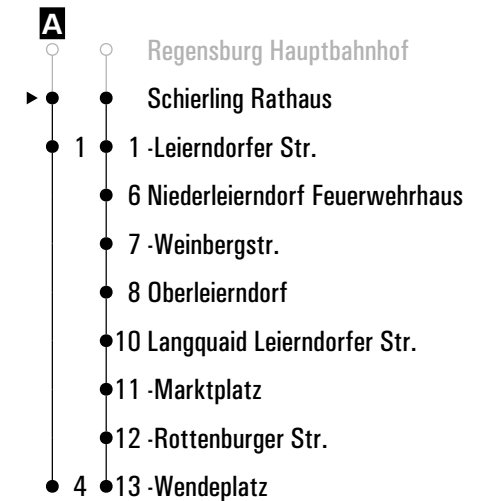 A
Regensburg Hauptbahnhof
Schierling Rathaus
1 1 -Leierndorfer Str.
6 Niederleierndorf Feuerwehrhaus
7 -Weinbergstr.
8 Oberleierndorf
10 Langquaid Leierndorfer Str.
11 -Marktplatz
12 -Rottenburger Str.
4 13 -Wendeplatz